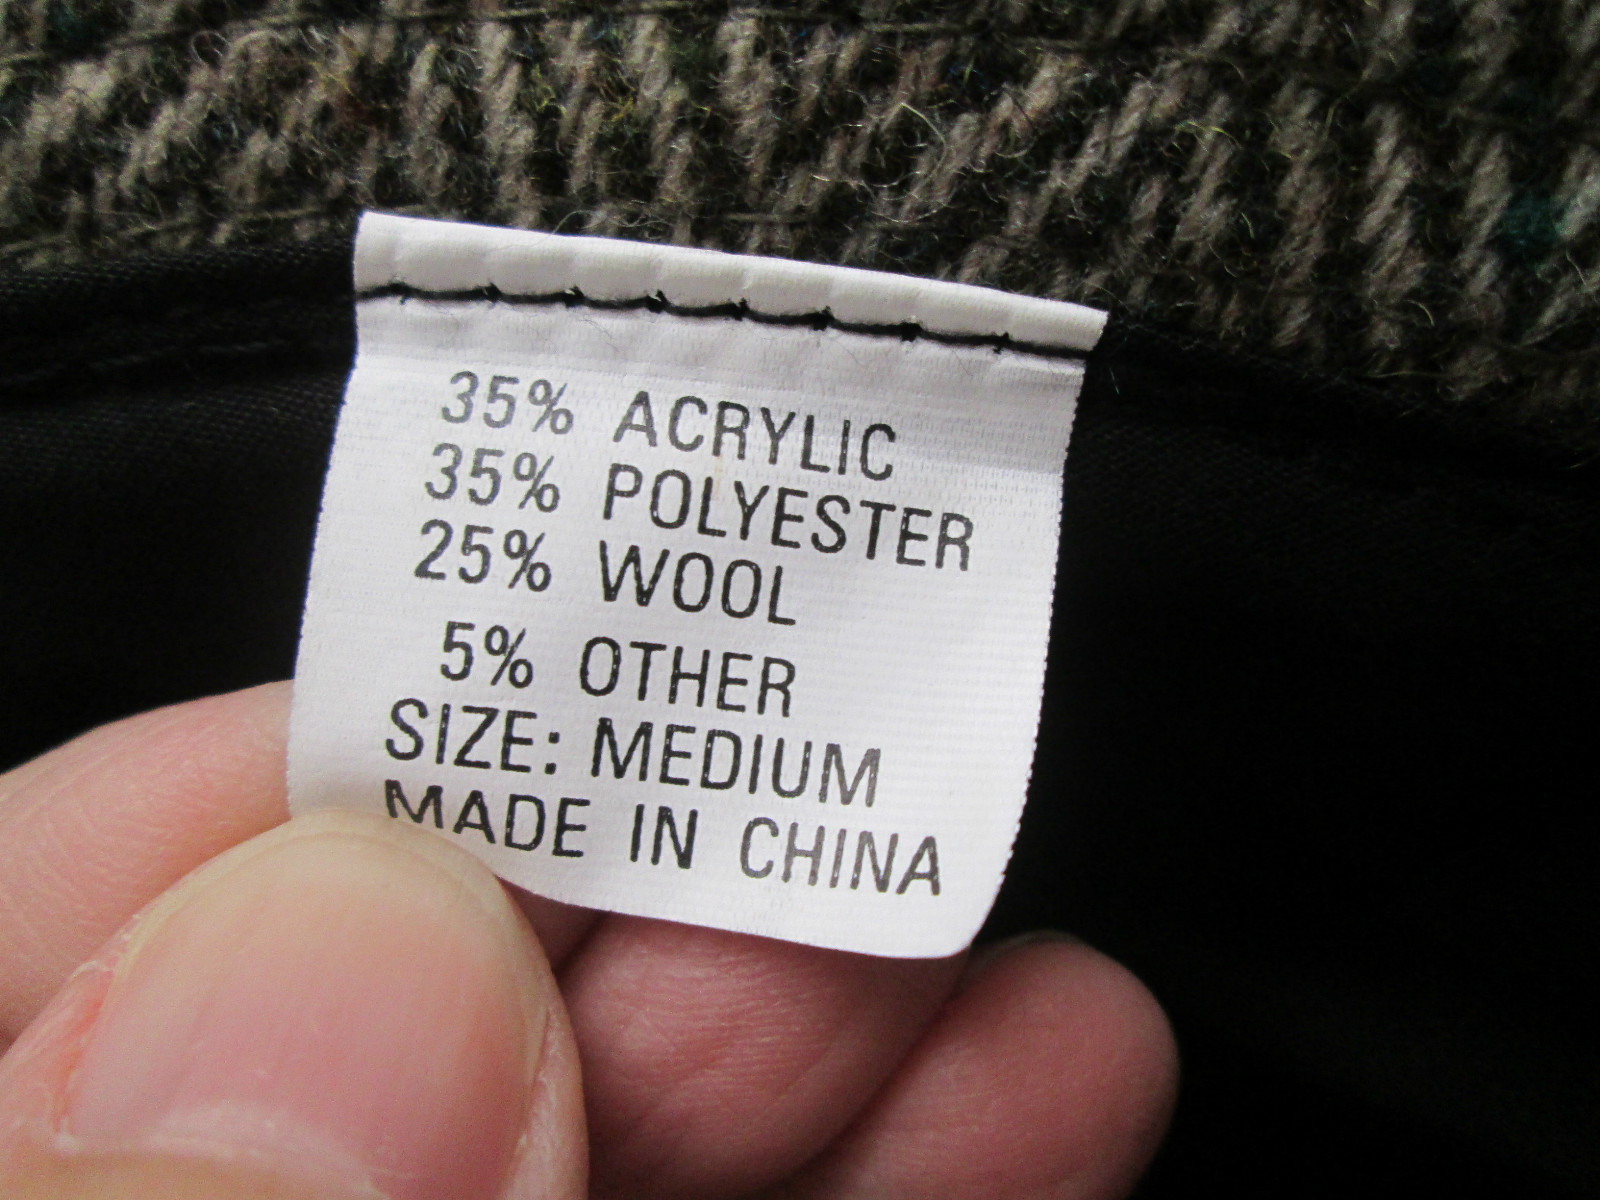 35% ACRYLIC
35% POLYESTER
25% WOOL
5% OTHER
SIZE: MEDIUM
MADE IN CHINA